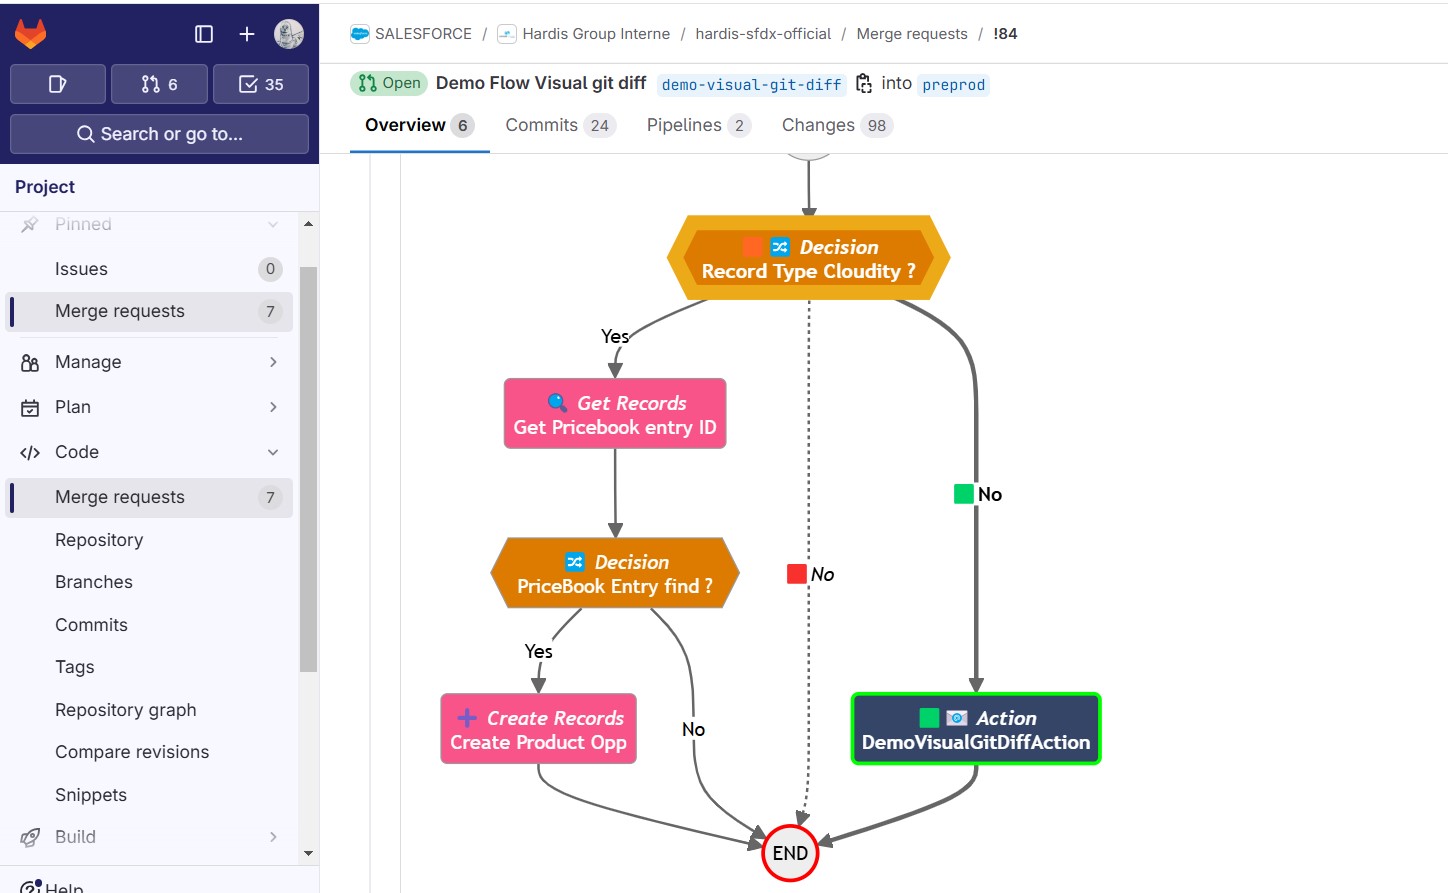 SALESFORCE / Hardis Group Interne / hardis-sfdx-official / Merge requests / !84
6
35
Search or go to...
Open Demo Flow Visual git diff demo-visual-git-diff into preprod
Overview 6 Commits 24 Pipelines 2 Changes 98
Project
Pinned
Issues 0
Merge requests 7
Manage
Plan
Code
Merge requests 7
Repository
Branches
Commits
Tags
Repository graph
Compare revisions
Snippets
Build
Help
Decision
Record Type Cloudity ?
Yes
Get Records
Get Pricebook entry ID
No
Decision
PriceBook Entry find ?
No
Yes
Create Records
Create Product Opp
No
Action
DemoVisualGitDiffAction
END